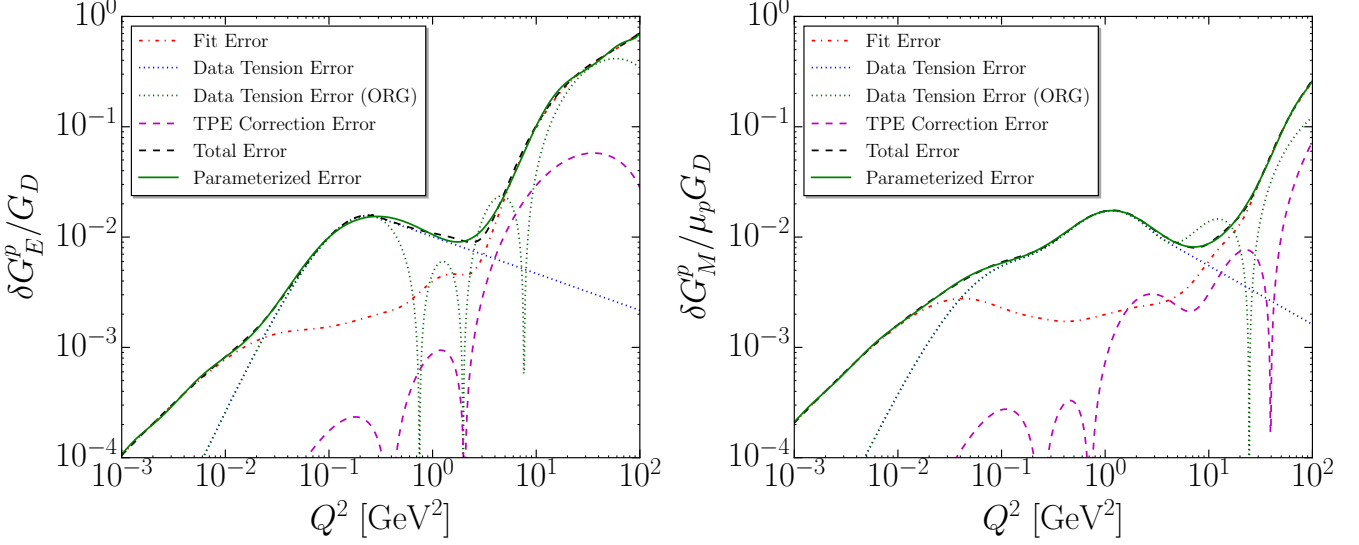 10^0
10^{-1}
10^{-2}
10^{-3}
10^{-4}
δG_E^p/G_D
Fit Error
Data Tension Error
Data Tension Error (ORG)
TPE Correction Error
Total Error
Parameterized Error
10^{-3} 10^{-2} 10^{-1} 10^0 10^1 10^2
Q^2 [GeV^2]
10^0
10^{-1}
10^{-2}
10^{-3}
10^{-4}
δG_M^p/μ_pG_D
Fit Error
Data Tension Error
Data Tension Error (ORG)
TPE Correction Error
Total Error
Parameterized Error
10^{-3} 10^{-2} 10^{-1} 10^0 10^1 10^2
Q^2 [GeV^2]